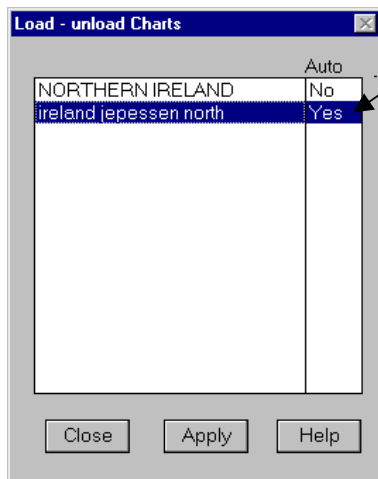 Load - unload Charts
Auto
NORTHERN IRELAND No
ireland jepessen north Yes
Close Apply Help